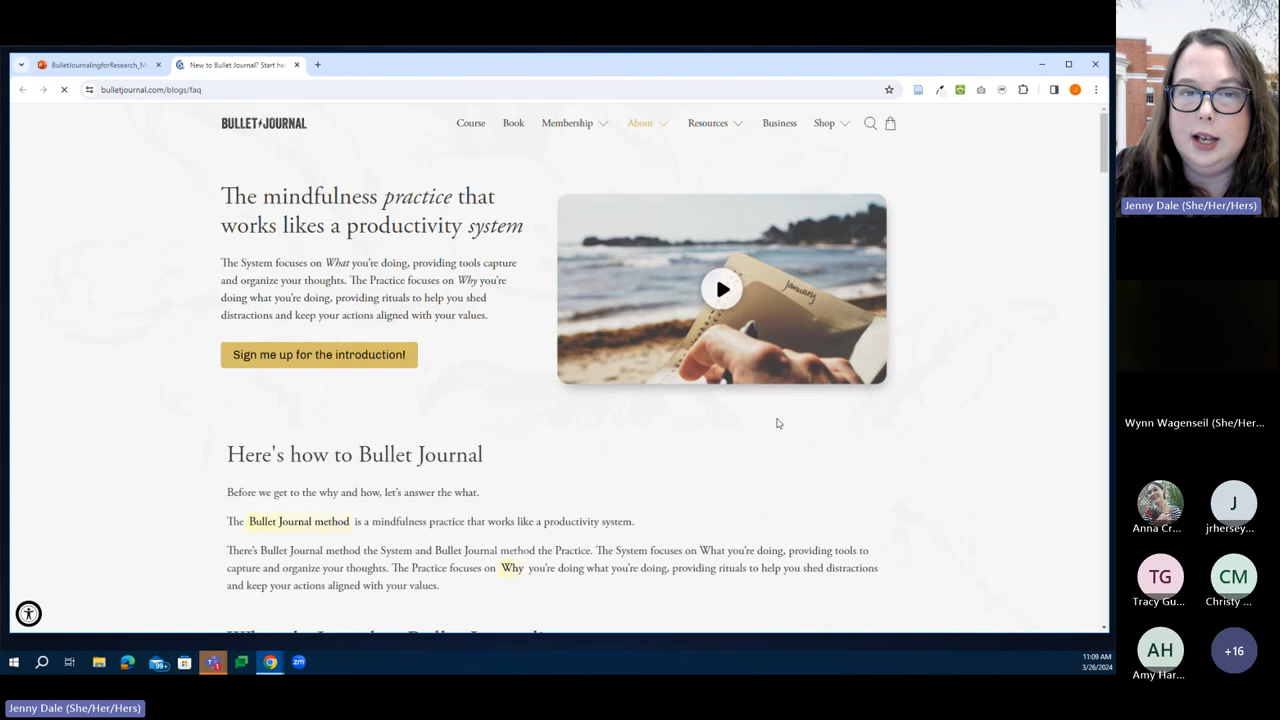 BulletJournalingforResearch_M
New to Bullet Journal? Start he
bulletjournal.com/blogs/faq
BULLET JOURNAL
Course
Book
Membership
About
Resources
Business
Shop
The mindfulness practice that
works likes a productivity system
The System focuses on What you're doing, providing tools capture
and organize your thoughts. The Practice focuses on Why you're
doing what you're doing, providing rituals to help you shed
distractions and keep your actions aligned with your values.
Sign me up for the introduction!
January
Here's how to Bullet Journal
Before we get to the why and how, let's answer the what.
The Bullet Journal method is a mindfulness practice that works like a productivity system.
There's Bullet Journal method the System and Bullet Journal method the Practice. The System focuses on What you're doing, providing tools to
capture and organize your thoughts. The Practice focuses on Why you're doing what you're doing, providing rituals to help you shed distractions
and keep your actions aligned with your values.
99+
11:09 AM
3/26/2024
Jenny Dale (She/Her/Hers)
Wynn Wagenseil (She/Her...
Anna Cr...
J
jrhersey...
TG
Tracy Gu...
CM
Christy ...
AH
Amy Har...
+16
Jenny Dale (She/Her/Hers)